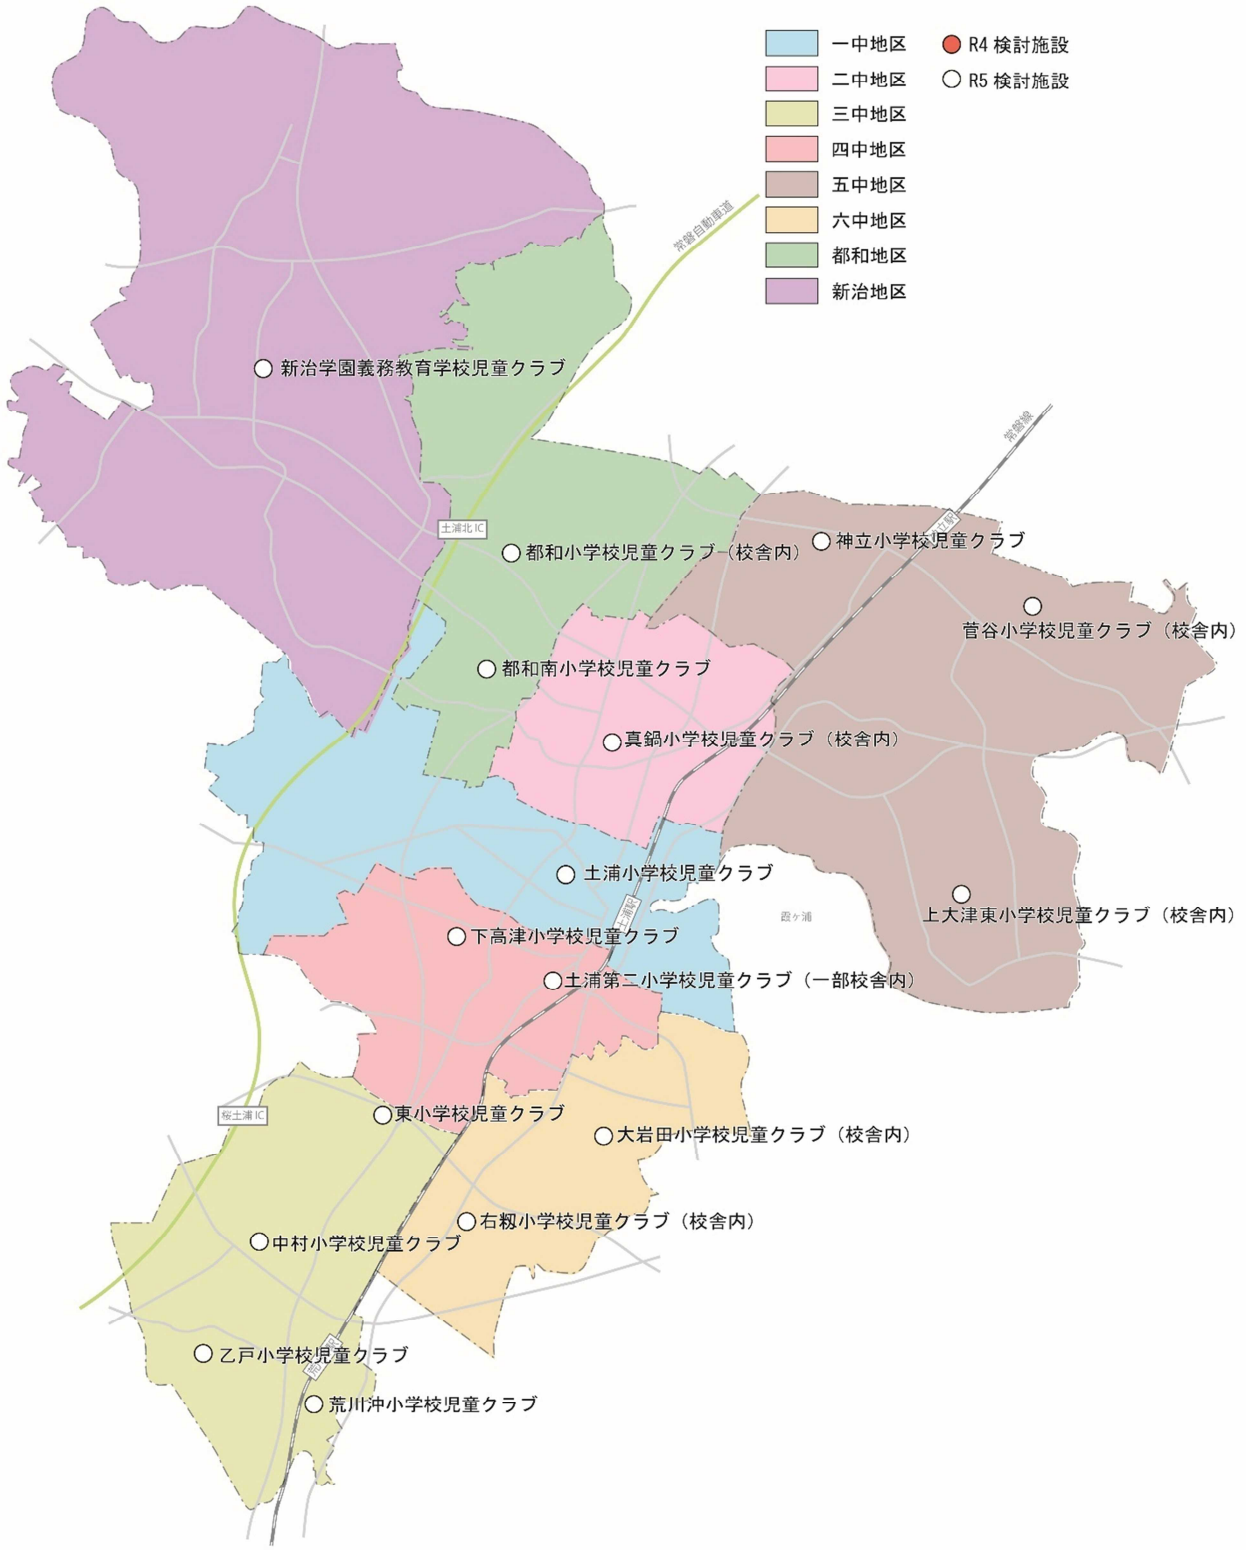 一中地区
R4 検討施設
二中地区
R5 検討施設
三中地区
四中地区
五中地区
六中地区
都和地区
新治地区
常磐自動車道
新治学園義務教育学校児童クラブ
常磐線
土浦北 IC
神立駅
都和小学校児童クラブ（校舎内）
神立小学校児童クラブ
菅谷小学校児童クラブ（校舎内）
都和南小学校児童クラブ
真鍋小学校児童クラブ（校舎内）
土浦小学校児童クラブ
土浦駅
霞ヶ浦
上大津東小学校児童クラブ（校舎内）
下高津小学校児童クラブ
土浦第二小学校児童クラブ（一部校舎内）
桜土浦 IC
東小学校児童クラブ
大岩田小学校児童クラブ（校舎内）
右籾小学校児童クラブ（校舎内）
中村小学校児童クラブ
乙戸小学校児童クラブ
荒川沖小学校児童クラブ